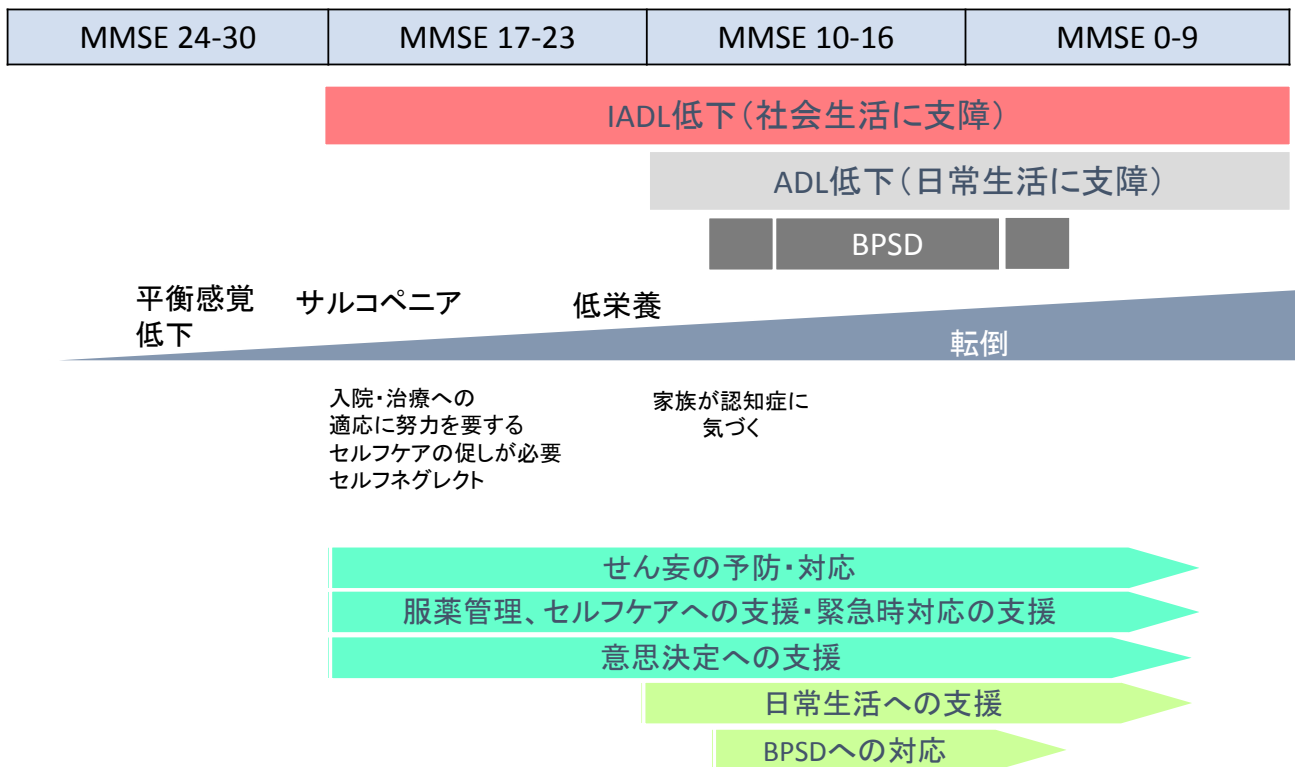 MMSE 24-30
MMSE 17-23
MMSE 10-16
MMSE 0-9
IADL低下（社会生活に支障）
ADL低下（日常生活に支障）
BPSD
平衡感覚
低下
サルコペニア
低栄養
転倒
入院・治療への
適応に努力を要する
セルフケアの促しが必要
セルフネグレクト
家族が認知症に
気づく
せん妄の予防・対応
服薬管理、セルフケアへの支援・緊急時対応の支援
意思決定への支援
日常生活への支援
BPSDへの対応